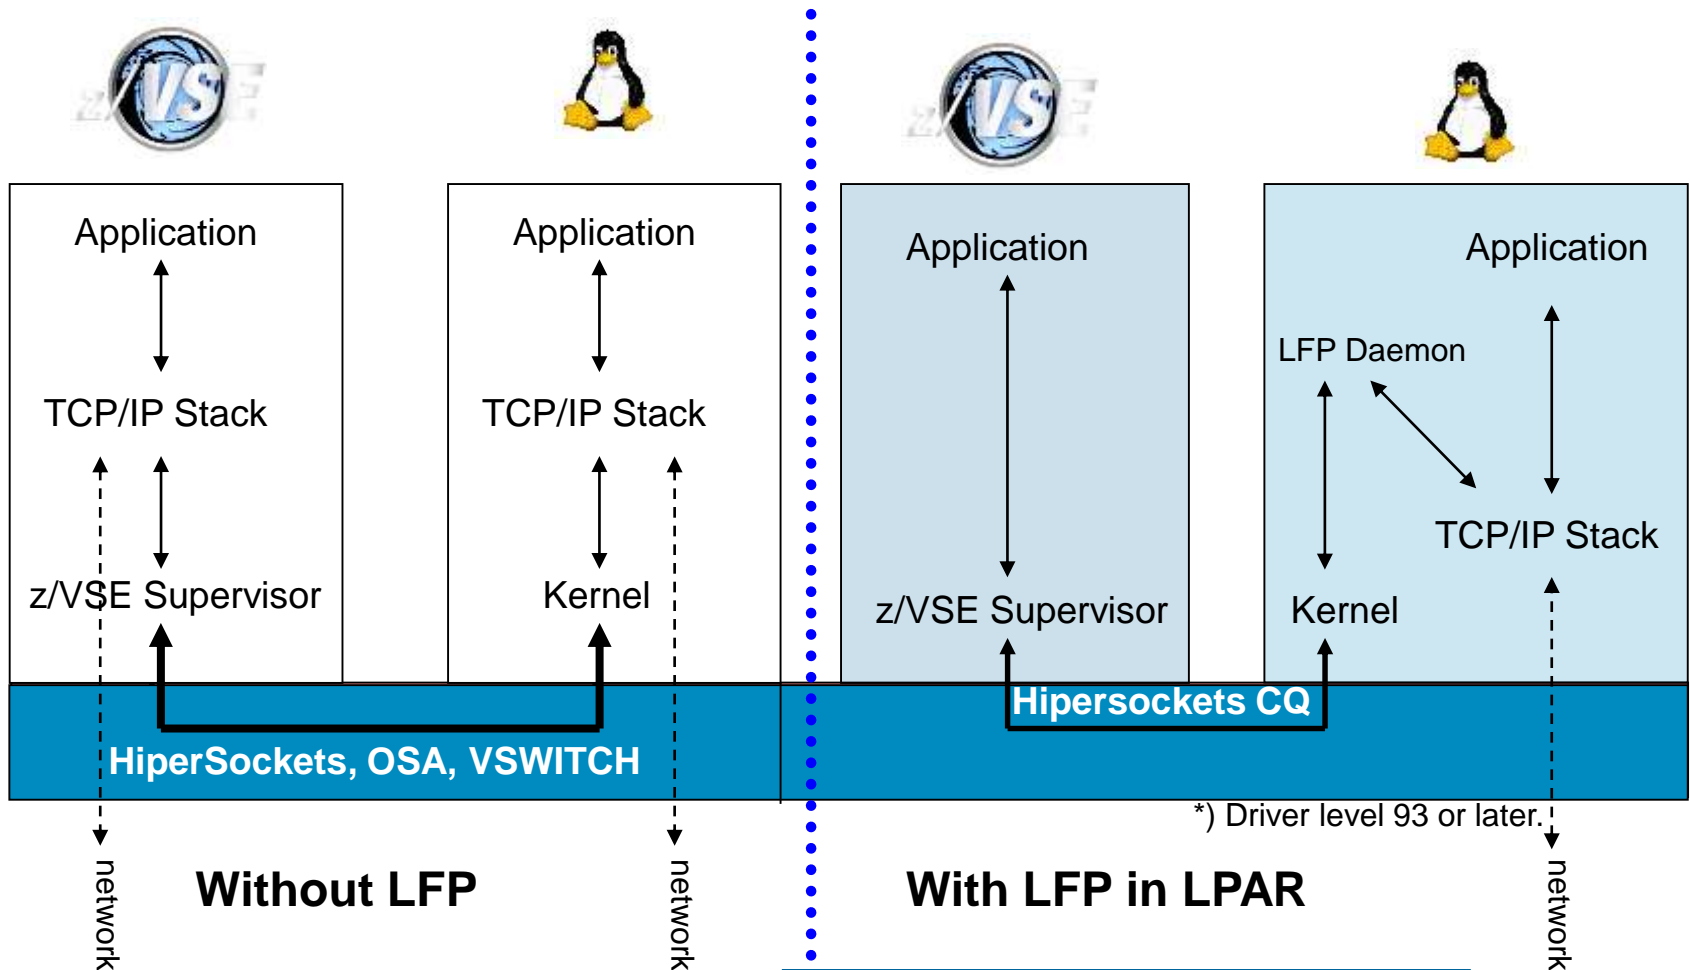 z/VSE
z/VSE
Application
Application
TCP/IP Stack
TCP/IP Stack
z/VSE Supervisor
Kernel
HiperSockets, OSA, VSWITCH
network
network
Without LFP
Application
Application
LFP Daemon
TCP/IP Stack
z/VSE Supervisor
Kernel
Hipersockets CQ
*) Driver level 93 or later.
network
With LFP in LPAR